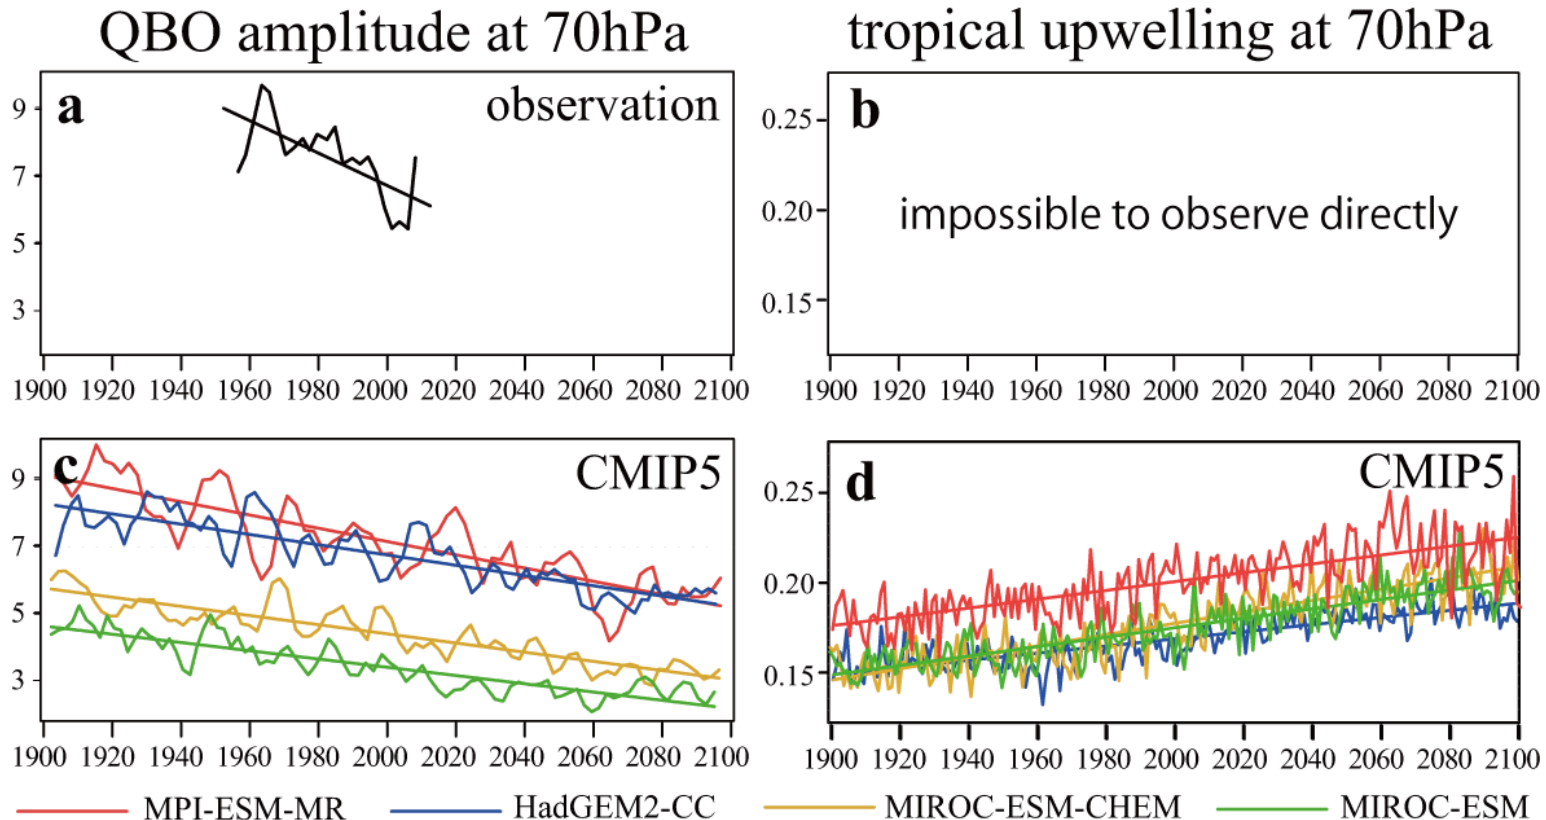 QBO amplitude at 70hPa
tropical upwelling at 70hPa
a
observation
9
7
5
3
1900 1920 1940 1960 1980 2000 2020 2040 2060 2080 2100
b
0.25
0.20
0.15
impossible to observe directly
1900 1920 1940 1960 1980 2000 2020 2040 2060 2080 2100
c
CMIP5
9
7
5
3
1900 1920 1940 1960 1980 2000 2020 2040 2060 2080 2100
d
CMIP5
0.25
0.20
0.15
1900 1920 1940 1960 1980 2000 2020 2040 2060 2080 2100
MPI-ESM-MR HadGEM2-CC MIROC-ESM-CHEM MIROC-ESM